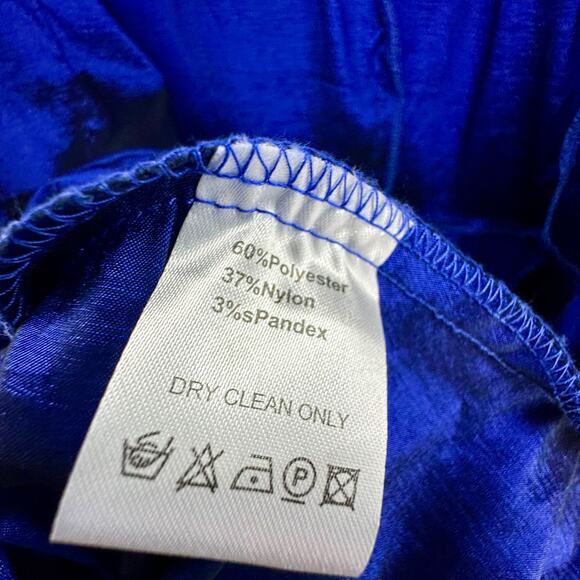 60%Polyester
37%Nylon
3%sPandex
DRY CLEAN ONLY
P